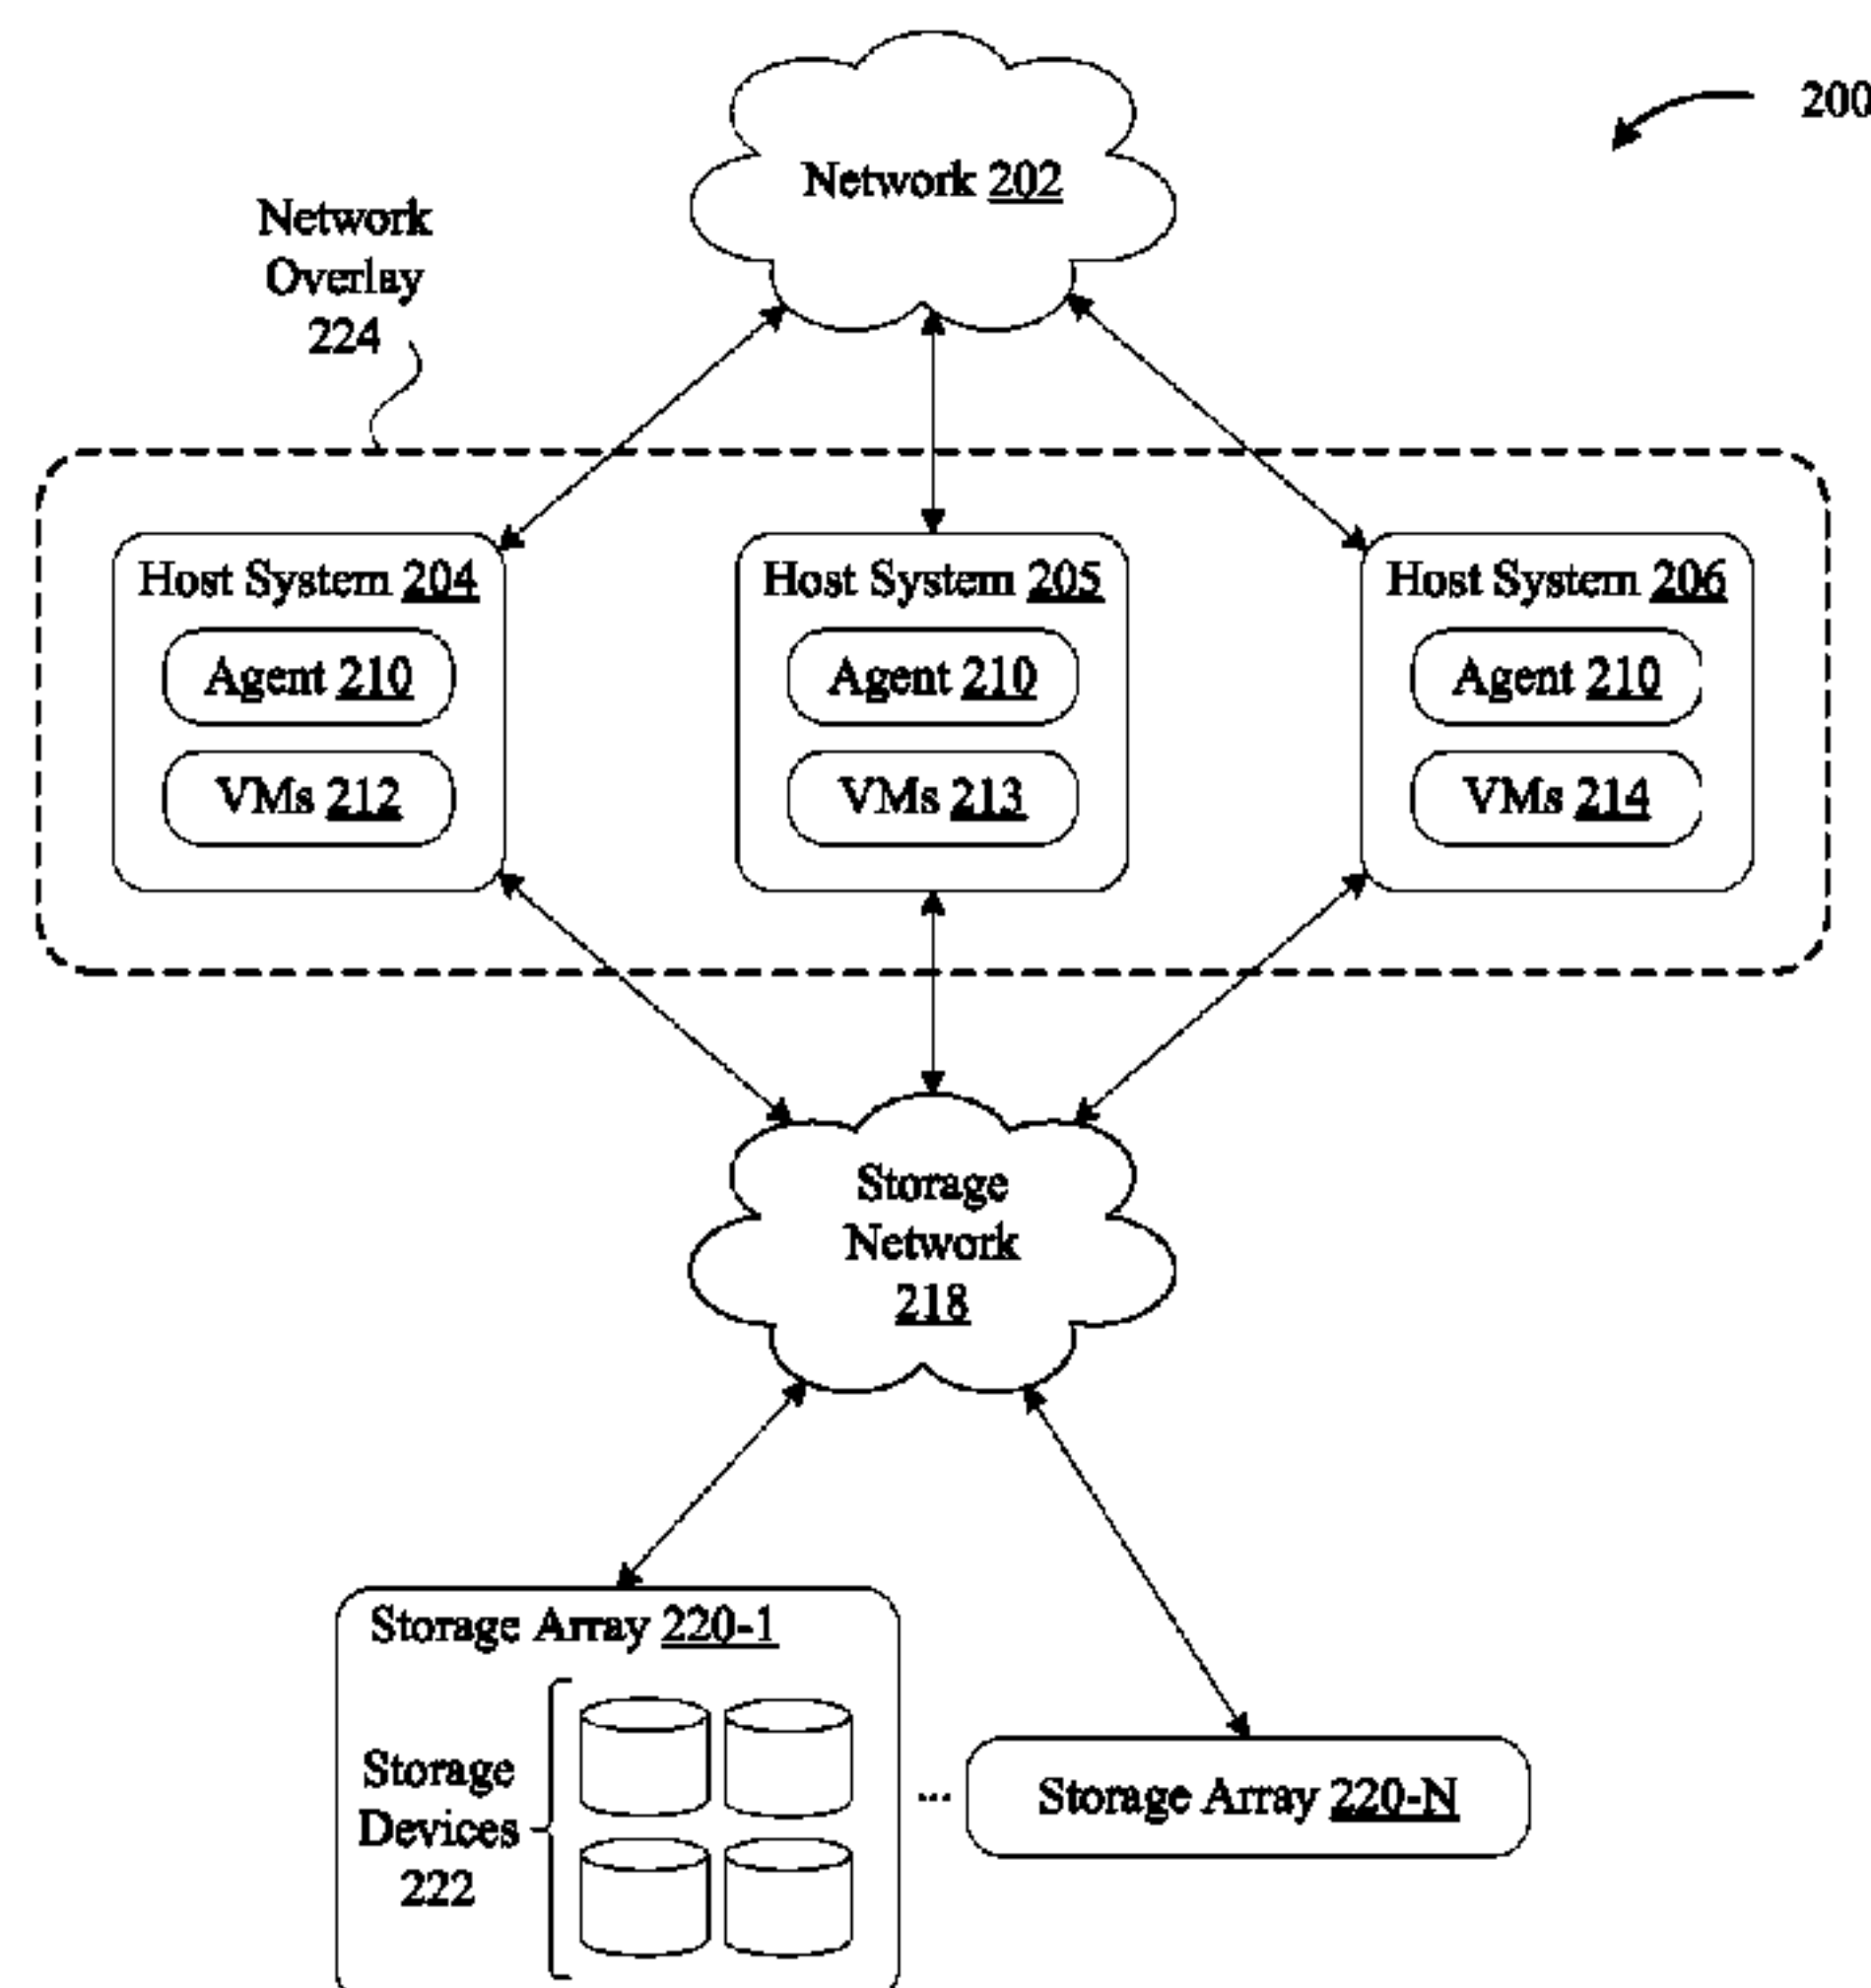 200
Network 202
Network
Overlay
224
Host System 204
Agent 210
VMs 212
Host System 205
Agent 210
VMs 213
Host System 206
Agent 210
VMs 214
Storage
Network
218
Storage Array 220-1
Storage
Devices
222
...
Storage Array 220-N